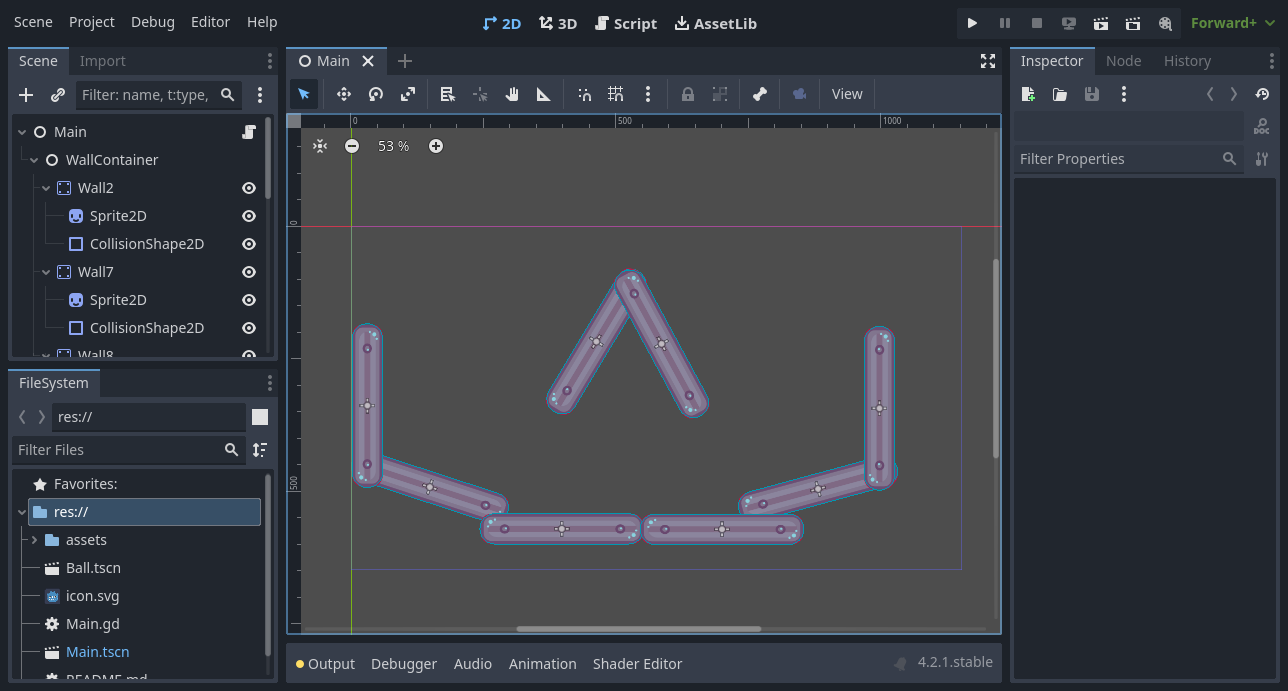 Scene Project Debug Editor Help
2D 3D Script AssetLib
Forward+
Scene Import
Filter: name, t:type,
Main
WallContainer
Wall2
Sprite2D
CollisionShape2D
Wall7
Sprite2D
CollisionShape2D
Wall8
FileSystem
res://
Filter Files
Favorites:
res://
assets
Ball.tscn
icon.svg
Main.gd
Main.tscn
README.md
Main
View
0 500 1000
53 %
0
500
Output Debugger Audio Animation Shader Editor 4.2.1.stable
Inspector Node History
DOC
Filter Properties